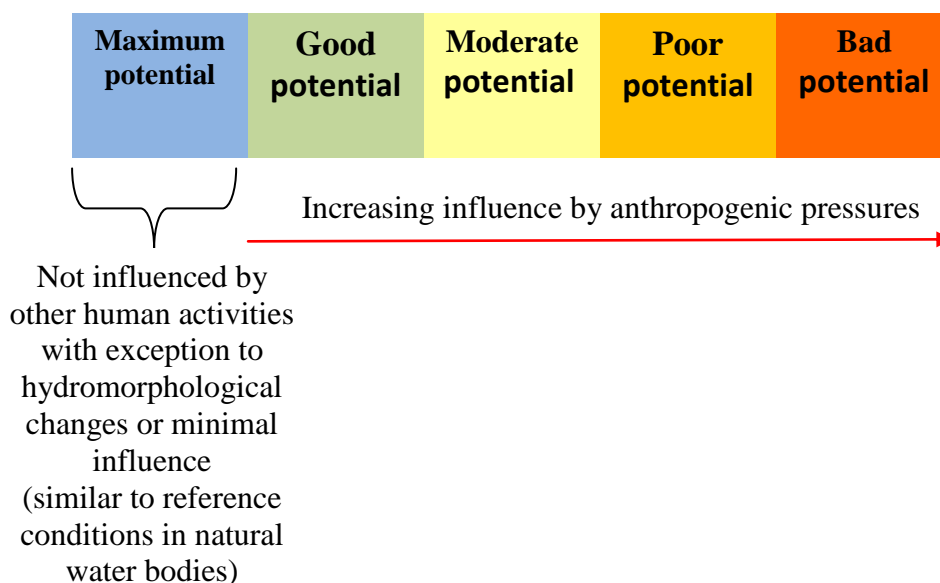 Maximum
potential
Good
potential
Moderate
potential
Poor
potential
Bad
potential
Increasing influence by anthropogenic pressures
Not influenced by
other human activities
with exception to
hydromorphological
changes or minimal
influence
(similar to reference
conditions in natural
water bodies)